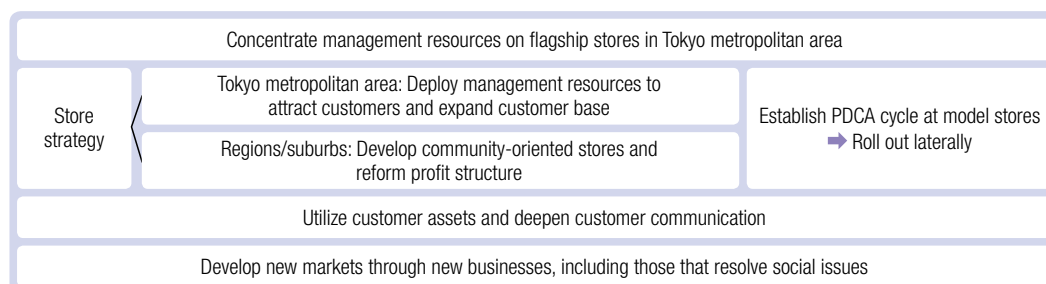 Concentrate management resources on flagship stores in Tokyo metropolitan area
Store
strategy
Tokyo metropolitan area: Deploy management resources to
attract customers and expand customer base
Regions/suburbs: Develop community-oriented stores and
reform profit structure
Establish PDCA cycle at model stores
➡ Roll out laterally
Utilize customer assets and deepen customer communication
Develop new markets through new businesses, including those that resolve social issues